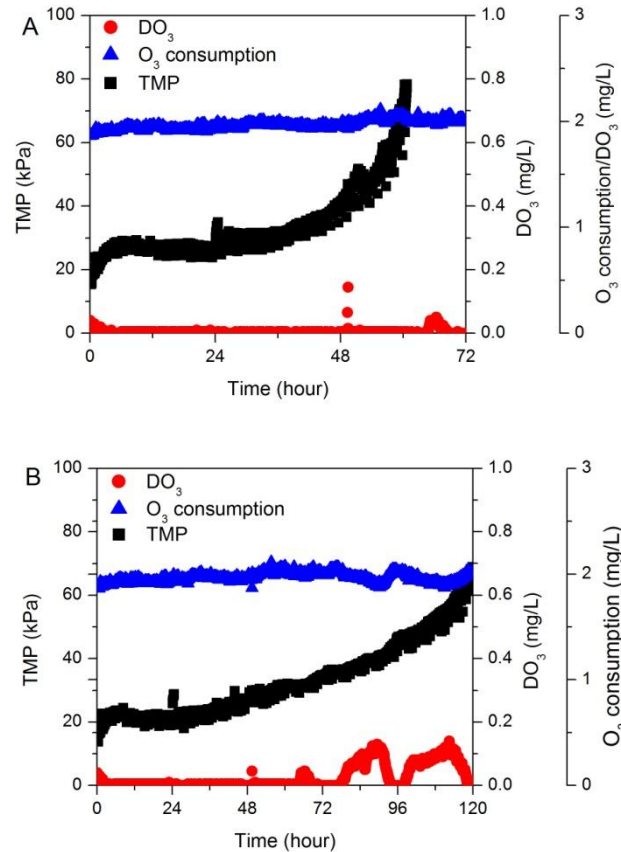 A
DO₃
O₃ consumption
TMP
100
80
60
40
20
0
TMP (kPa)
1.0
0.8
0.6
0.4
0.2
0.0
DO₃ (mg/L)
3
2
1
0
O₃ consumption/DO₃ (mg/L)
0 24 48 72
Time (hour)
B
DO₃
O₃ consumption
TMP
100
80
60
40
20
0
TMP (kPa)
1.0
0.8
0.6
0.4
0.2
0.0
DO₃ (mg/L)
3
2
1
0
O₃ consumption (mg/L)
0 24 48 72 96 120
Time (hour)